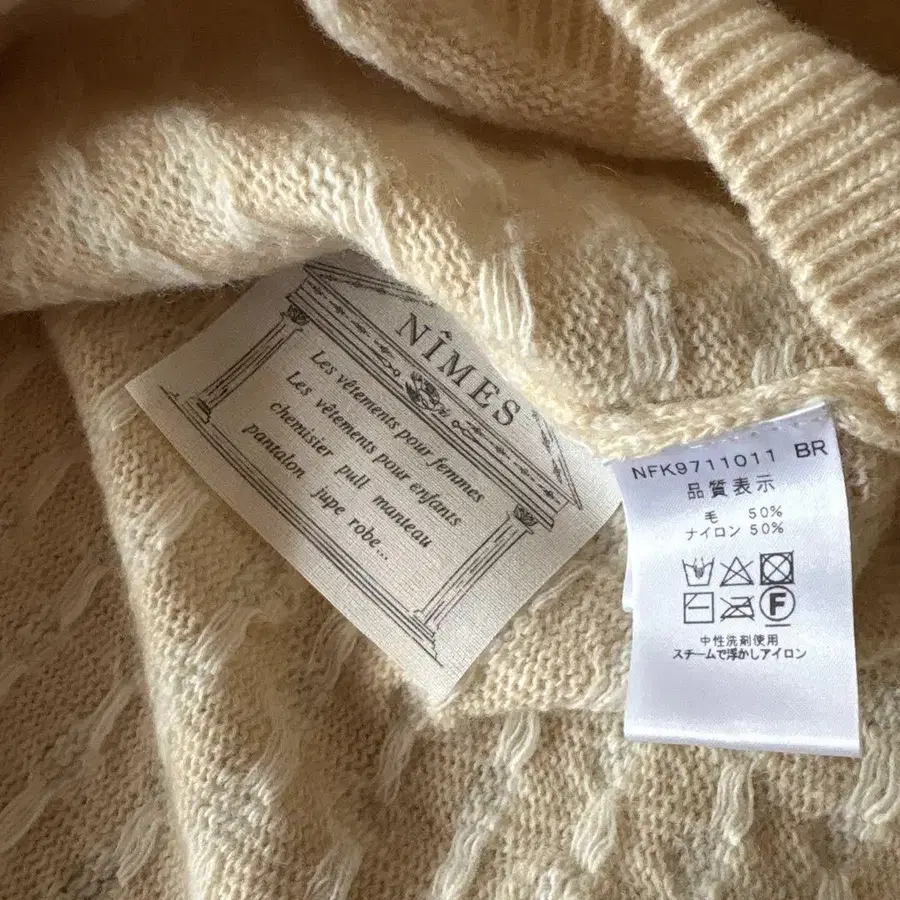 NÎMES
Les vêtements pour femmes
Les vêtements pour enfants
chemisier pull manteau
pantalon jupe robe...
NFK9711011 BR
品質表示
毛 50%
ナイロン 50%
F
中性洗剤使用
スチームで浮かしアイロン